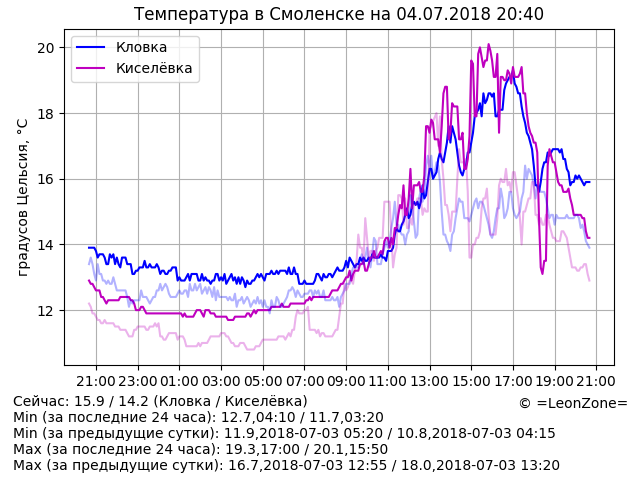 Температура в Смоленске на 04.07.2018 20:40
Кловка
Киселёвка
градусов Цельсия, °C
20
18
16
14
12
21:00 23:00 01:00 03:00 05:00 07:00 09:00 11:00 13:00 15:00 17:00 19:00 21:00
Сейчас: 15.9 / 14.2 (Кловка / Киселёвка)
© =LeonZone=
Min (за последние 24 часа): 12.7,04:10 / 11.7,03:20
Min (за предыдущие сутки): 11.9,2018-07-03 05:20 / 10.8,2018-07-03 04:15
Max (за последние 24 часа): 19.3,17:00 / 20.1,15:50
Max (за предыдущие сутки): 16.7,2018-07-03 12:55 / 18.0,2018-07-03 13:20